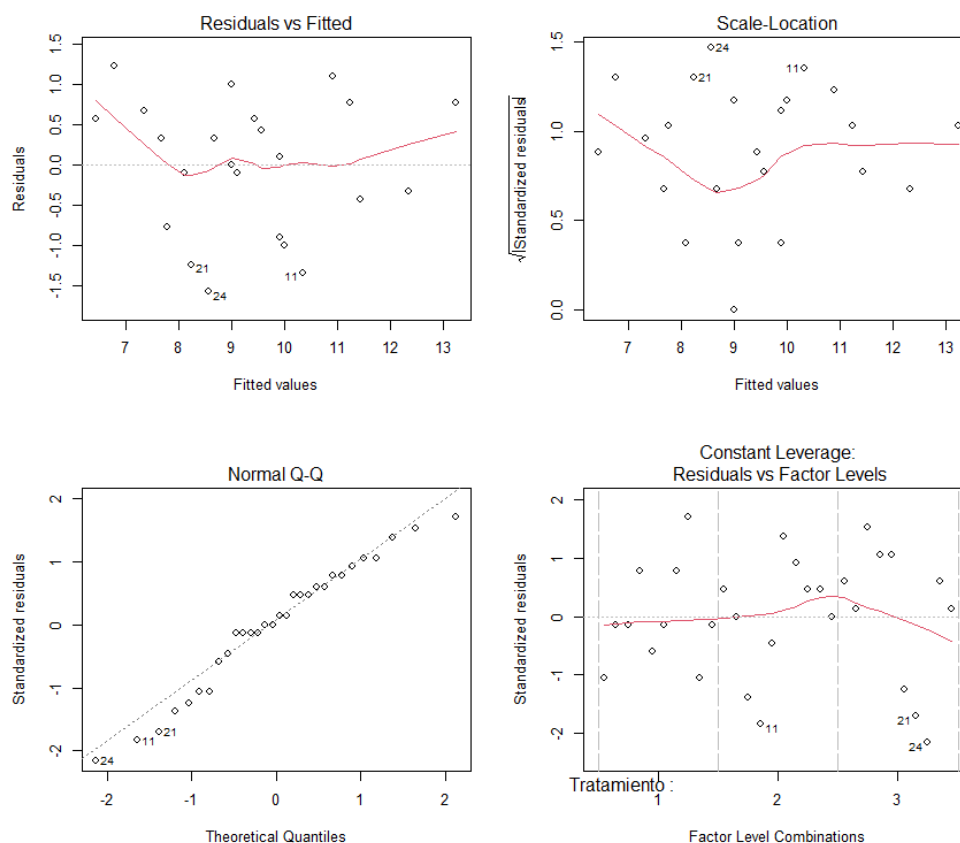 Residuals vs Fitted
Residuals
1.5
1.0
0.5
0.0
-0.5
-1.0
-1.5
21
24
11
7 8 9 10 11 12 13
Fitted values
Scale-Location
√|Standardized residuals|
1.5
1.0
0.5
0.0
24
21
11
7 8 9 10 11 12 13
Fitted values
Normal Q-Q
Standardized residuals
2
1
0
-1
-2
21
11
24
-2 -1 0 1 2
Theoretical Quantiles
Constant Leverage:
Residuals vs Factor Levels
Standardized residuals
2
1
0
-1
-2
11
21
24
Tratamiento :
1 2 3
Factor Level Combinations